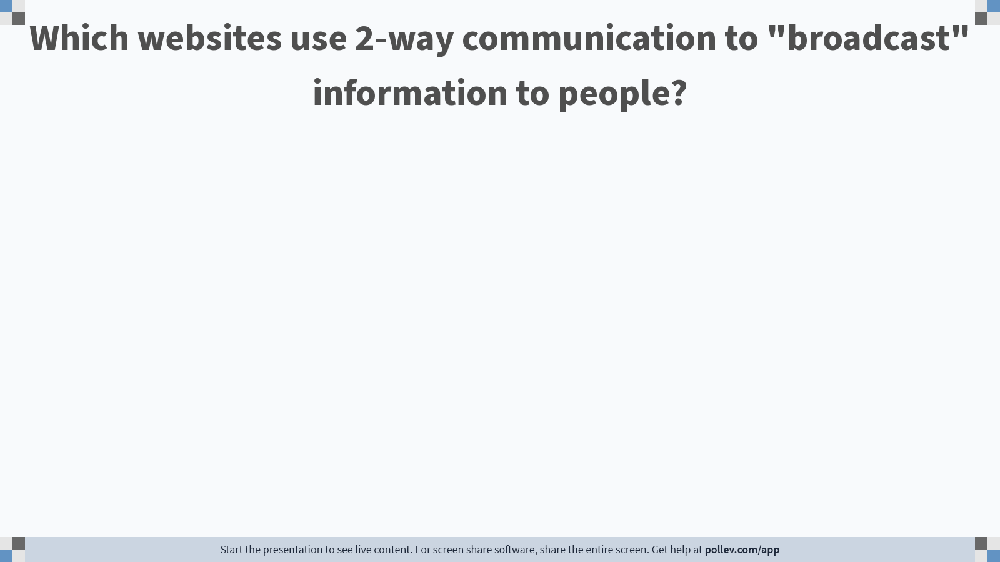 Which websites use 2-way communication to "broadcast"
information to people?
Start the presentation to see live content. For screen share software, share the entire screen. Get help at pollev.com/app